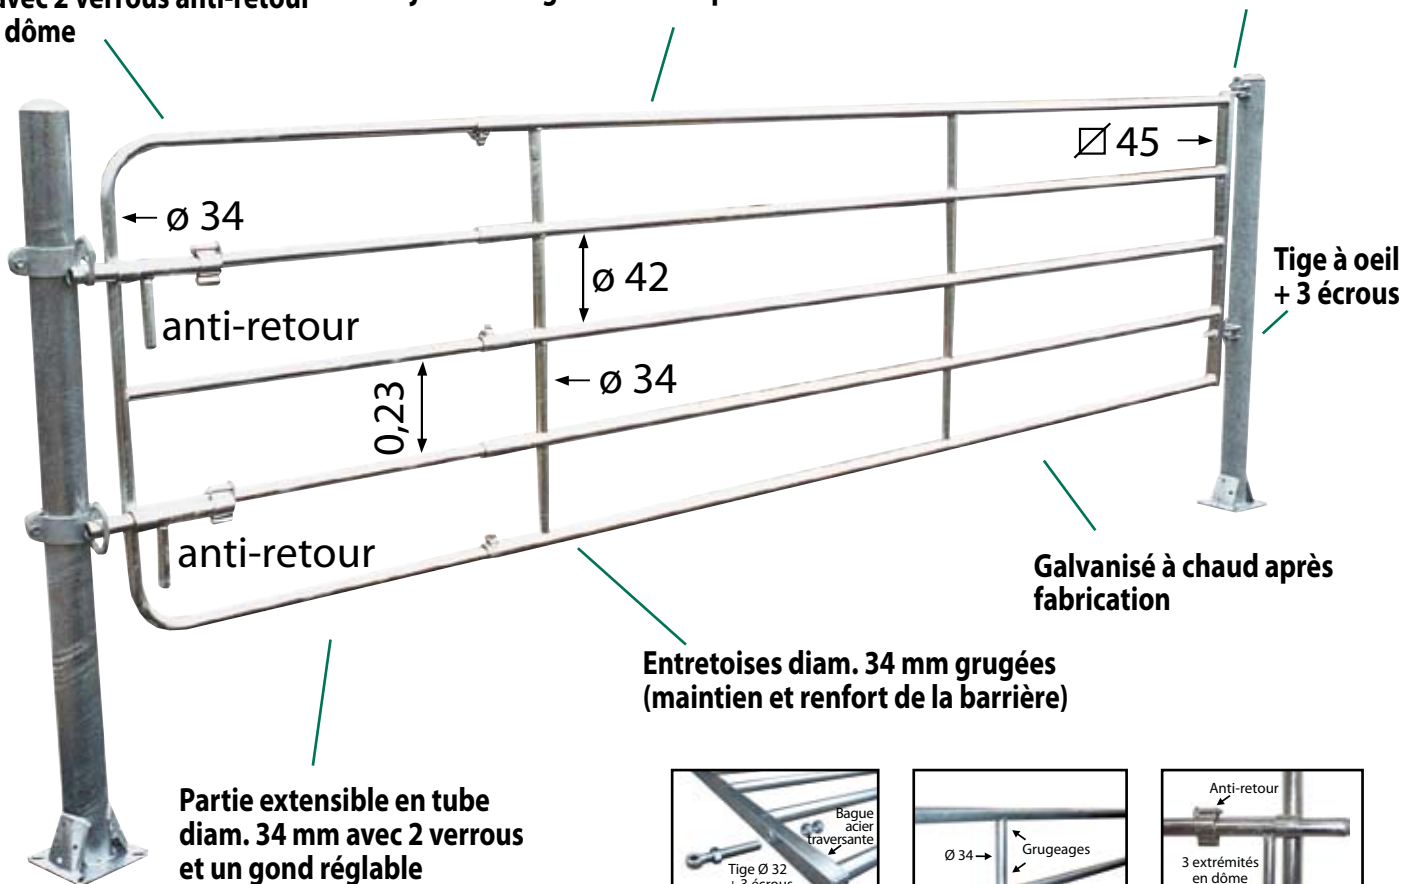 avec 2 verrous anti-retour
dôme
ø 34
anti-retour
ø 42
45
0,23
ø 34
anti-retour
Tige à oeil
+ 3 écrous
Galvanisé à chaud après
fabrication
Entretoises diam. 34 mm grugées
(maintien et renfort de la barrière)
Partie extensible en tube
diam. 34 mm avec 2 verrous
et un gond réglable
Bague
acier
traversante
Tige Ø 32
+ 3 écrous
Ø 34
Grugeages
Anti-retour
3 extrémités
en dôme